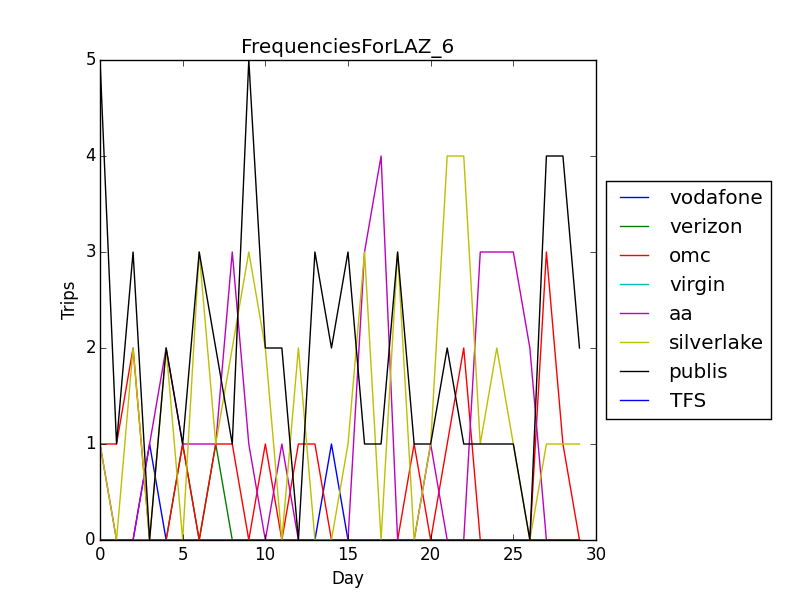 FrequenciesForLAZ_6
5
4
3
2
1
0
Trips
0 5 10 15 20 25 30
Day
vodafone
verizon
omc
virgin
aa
silverlake
publis
TFS